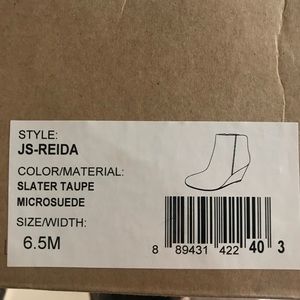 STYLE:
JS-REIDA
COLOR/MATERIAL:
SLATER TAUPE
MICROSUEDE
SIZE/WIDTH:
6.5M
8 89431 422 40 3